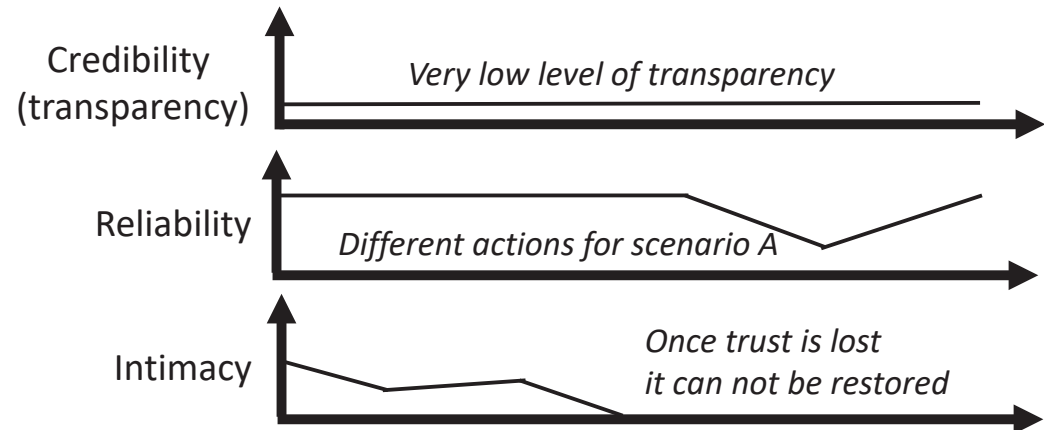 Credibility
(transparency)
Very low level of transparency
Reliability
Different actions for scenario A
Intimacy
Once trust is lost
it can not be restored